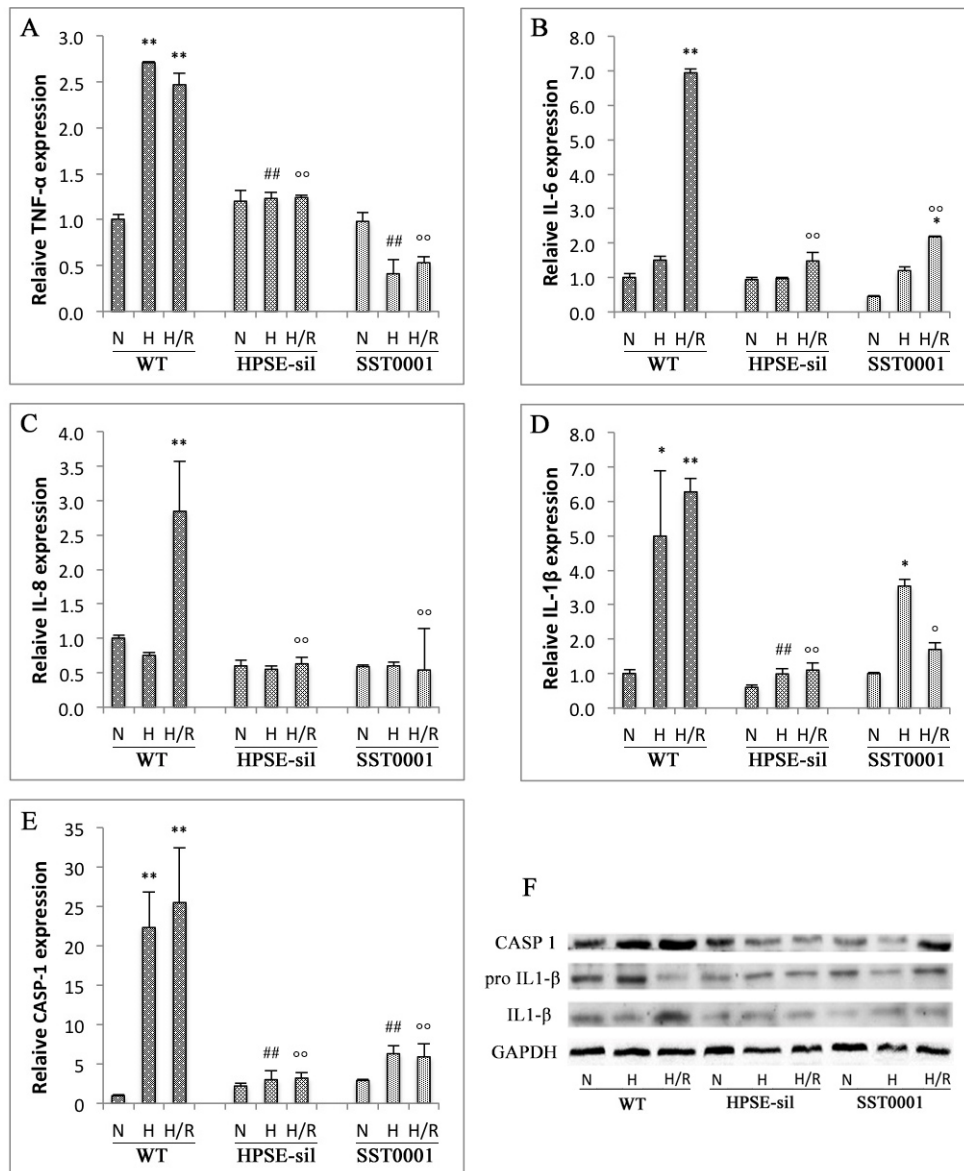 A
Relaive TNF-α expression
3.0
2.5
2.0
1.5
1.0
0.5
0.0
** **
## °°
## °°
N H H/R N H H/R N H H/R
WT HPSE-sil SST0001
B
Relaive IL-6 expression
8.0
7.0
6.0
5.0
4.0
3.0
2.0
1.0
0.0
**
°°
°°
*
N H H/R N H H/R N H H/R
WT HPSE-sil SST0001
C
Relaive IL-8 expression
4.0
3.5
3.0
2.5
2.0
1.5
1.0
0.5
0.0
**
°°
°°
N H H/R N H H/R N H H/R
WT HPSE-sil SST0001
D
Relaive IL-1β expression
8.0
7.0
6.0
5.0
4.0
3.0
2.0
1.0
0.0
* **
## °°
* °
N H H/R N H H/R N H H/R
WT HPSE-sil SST0001
E
Relaive CASP-1 expression
35
30
25
20
15
10
5
0
** **
## °°
## °°
N H H/R N H H/R N H H/R
WT HPSE-sil SST0001
F
CASP 1
pro IL1-β
IL1-β
GAPDH
N H H/R N H H/R N H H/R
WT HPSE-sil SST0001